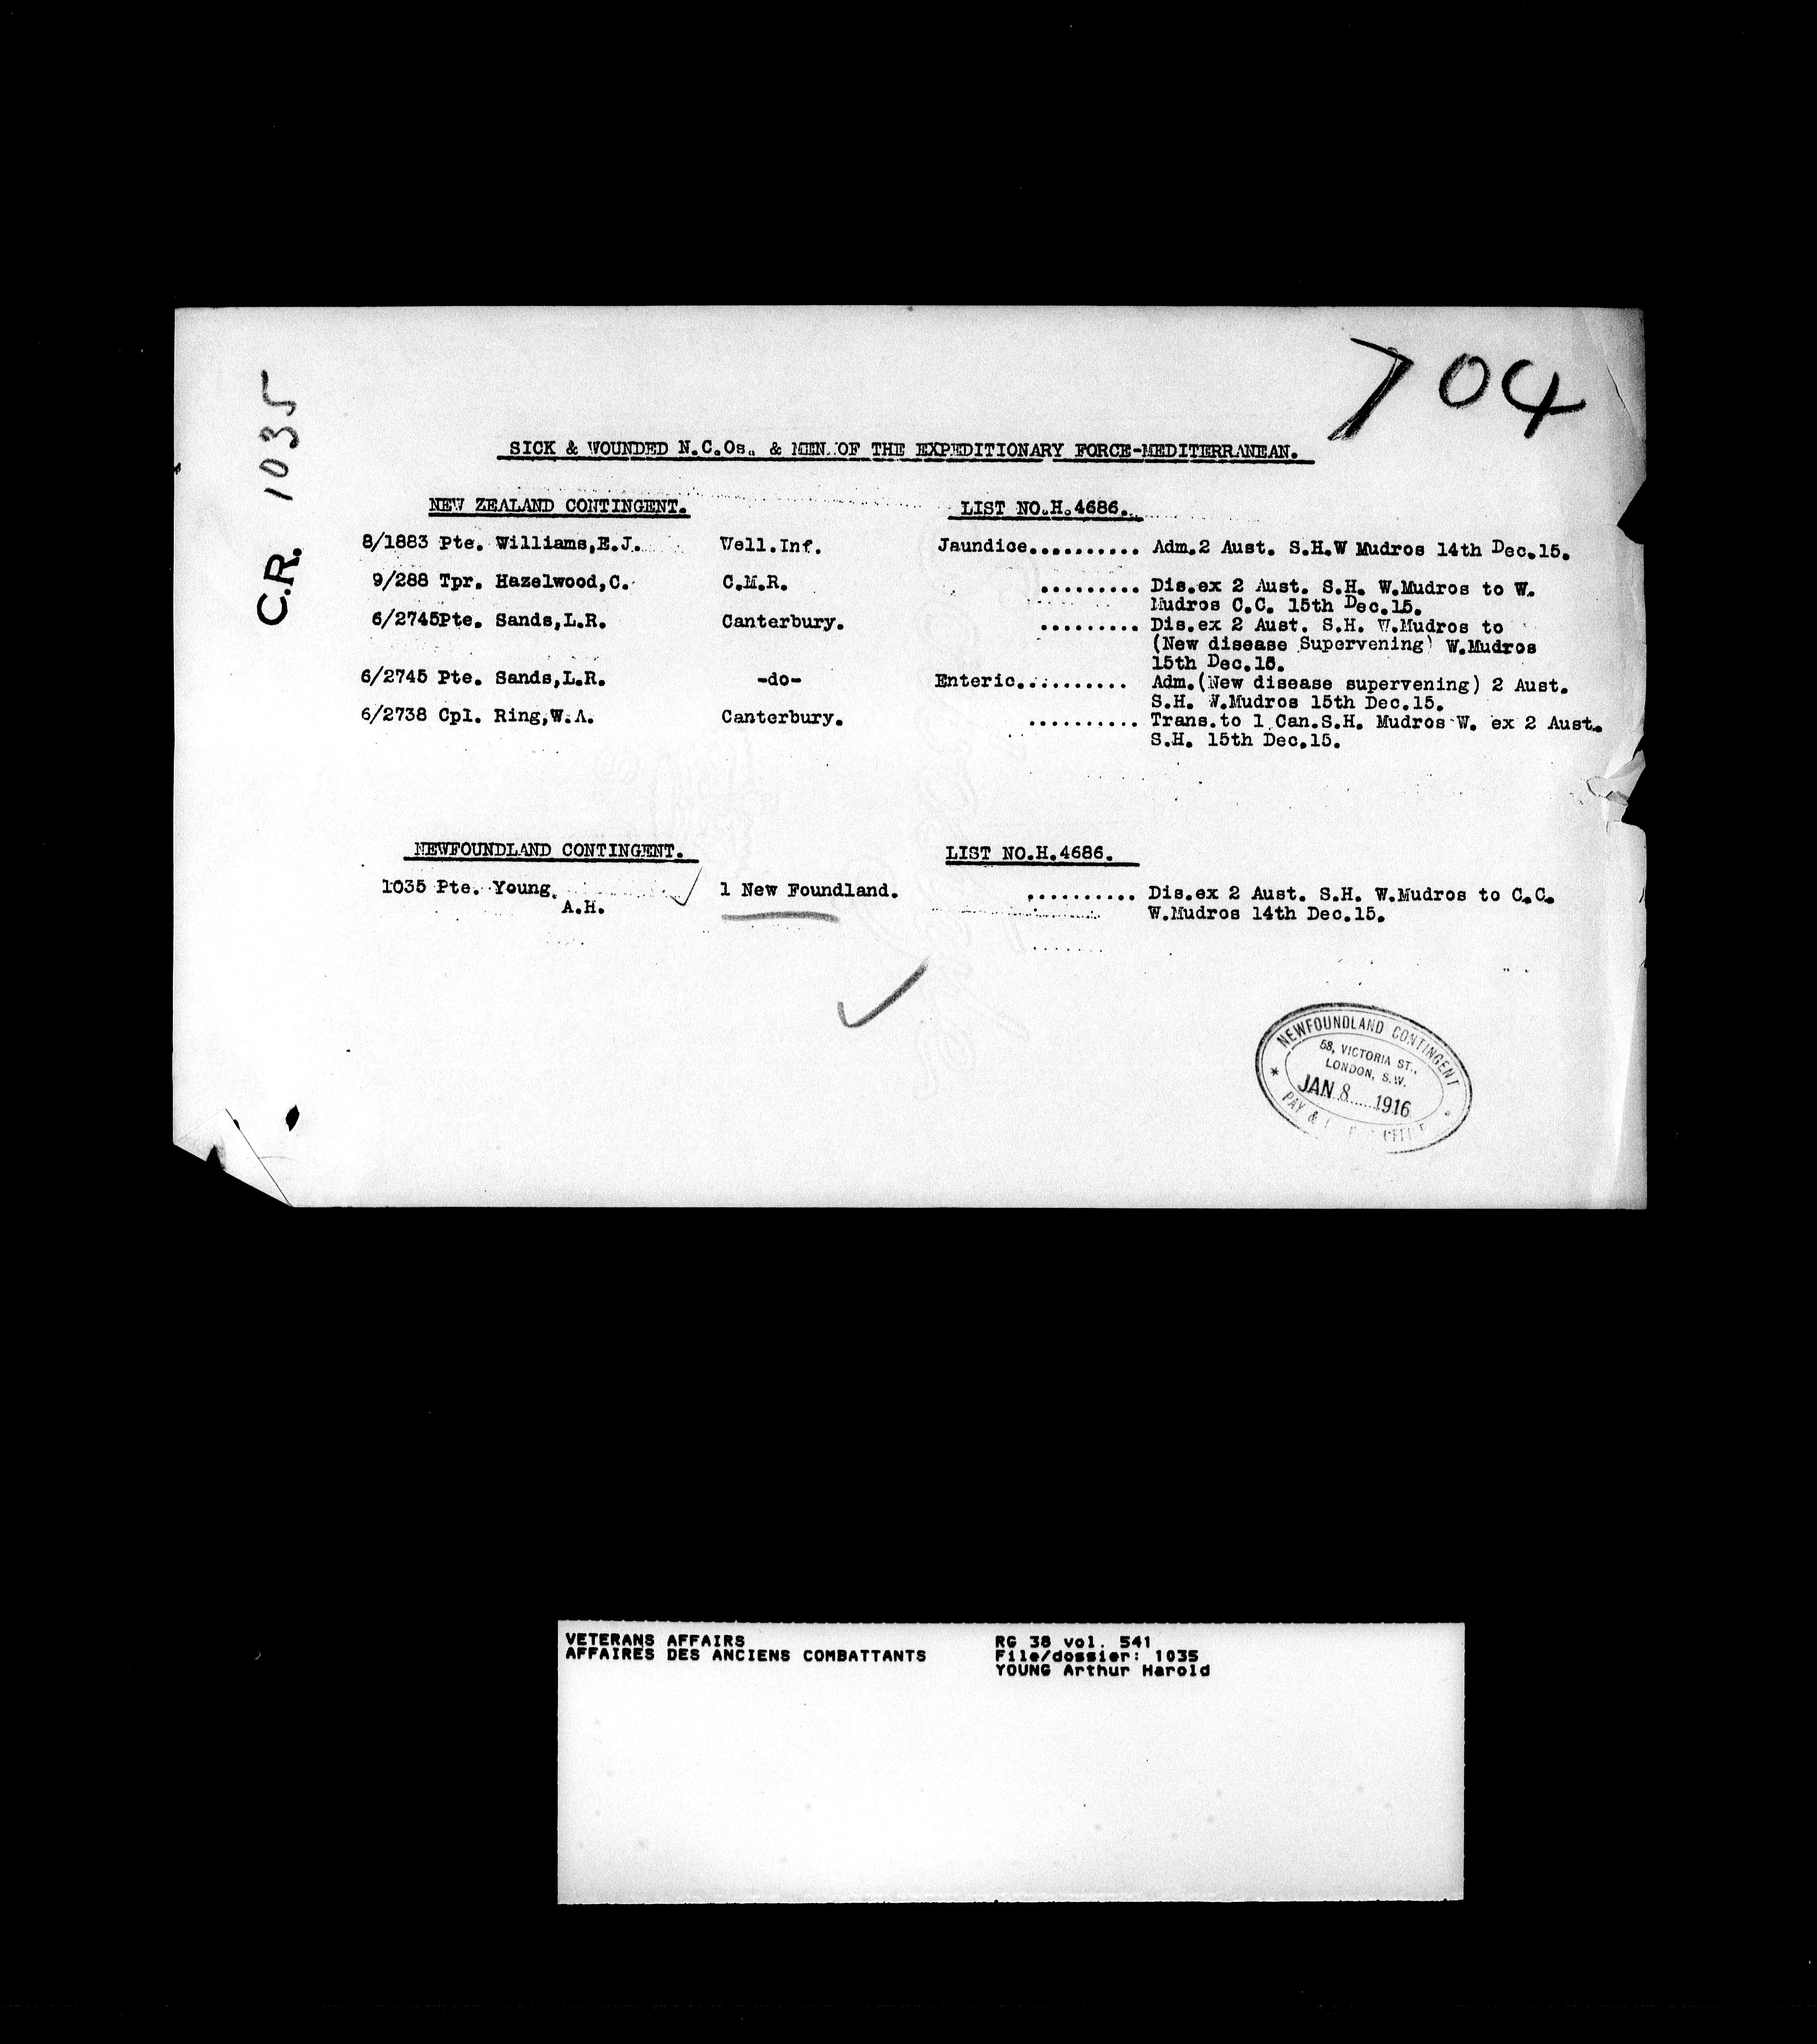 704
C.R. 1035
SICK & WOUNDED N.C.Os. & MEN OF THE EXPEDITIONARY FORCE-MEDITERRANEAN.
NEW ZEALAND CONTINGENT. LIST NO.H.4686.
8/1883 Pte. Williams,E.J. Well.Inf. Jaundice.......... Adm.2 Aust. S.H.W Mudros 14th Dec.15.
9/288 Tpr. Hazelwood,C. C.M.R. ......... Dis.ex 2 Aust. S.H. W.Mudros to W.
Mudros C.C. 15th Dec.15.
6/2745Pte. Sands,L.R. Canterbury. ......... Dis.ex 2 Aust. S.H. W.Mudros to
(New disease Supervening) W.Mudros
15th Dec.15.
6/2745 Pte. Sands,L.R. -do- Enteric.......... Adm.(New disease supervening) 2 Aust.
S.H. W.Mudros 15th Dec.15.
6/2738 Cpl. Ring,W.A. Canterbury. .......... Trans.to 1 Can.S.H. Mudros W. ex 2 Aust.
S.H. 15th Dec.15.
NEWFOUNDLAND CONTINGENT. LIST NO.H.4686.
1035 Pte. Young, 1 New Foundland. .......... Dis.ex 2 Aust. S.H. W.Mudros to C.C.
A.H. W.Mudros 14th Dec.15.
NEWFOUNDLAND CONTINGENT
58, VICTORIA ST.,
LONDON, S.W.
JAN 8 1916
PAY &
VETERANS AFFAIRS RG 38 vol. 541
AFFAIRES DES ANCIENS COMBATTANTS File/dossier: 1035
YOUNG Arthur Harold